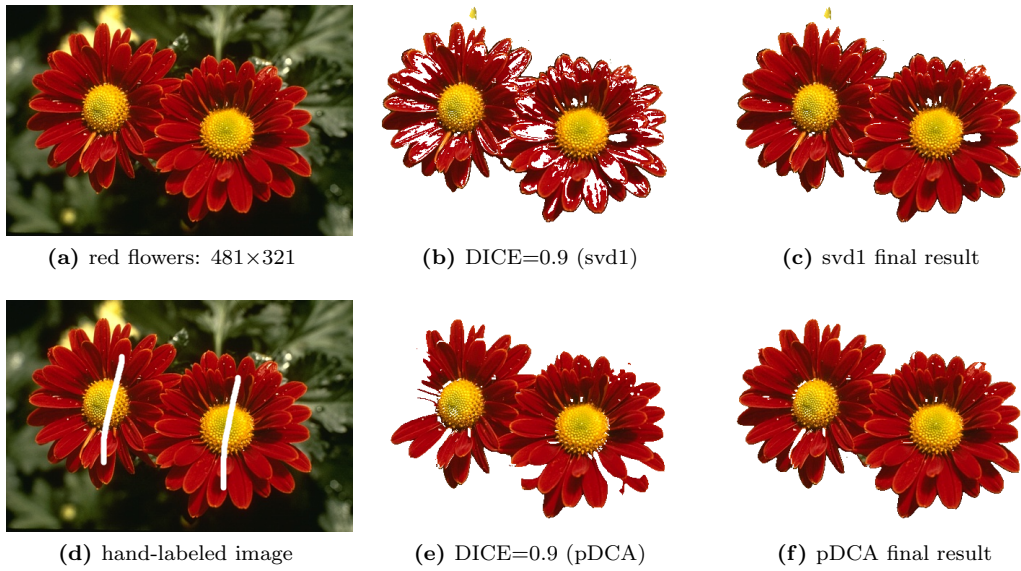 (a) red flowers: 481×321
(b) DICE=0.9 (svd1)
(c) svd1 final result
(d) hand-labeled image
(e) DICE=0.9 (pDCA)
(f) pDCA final result